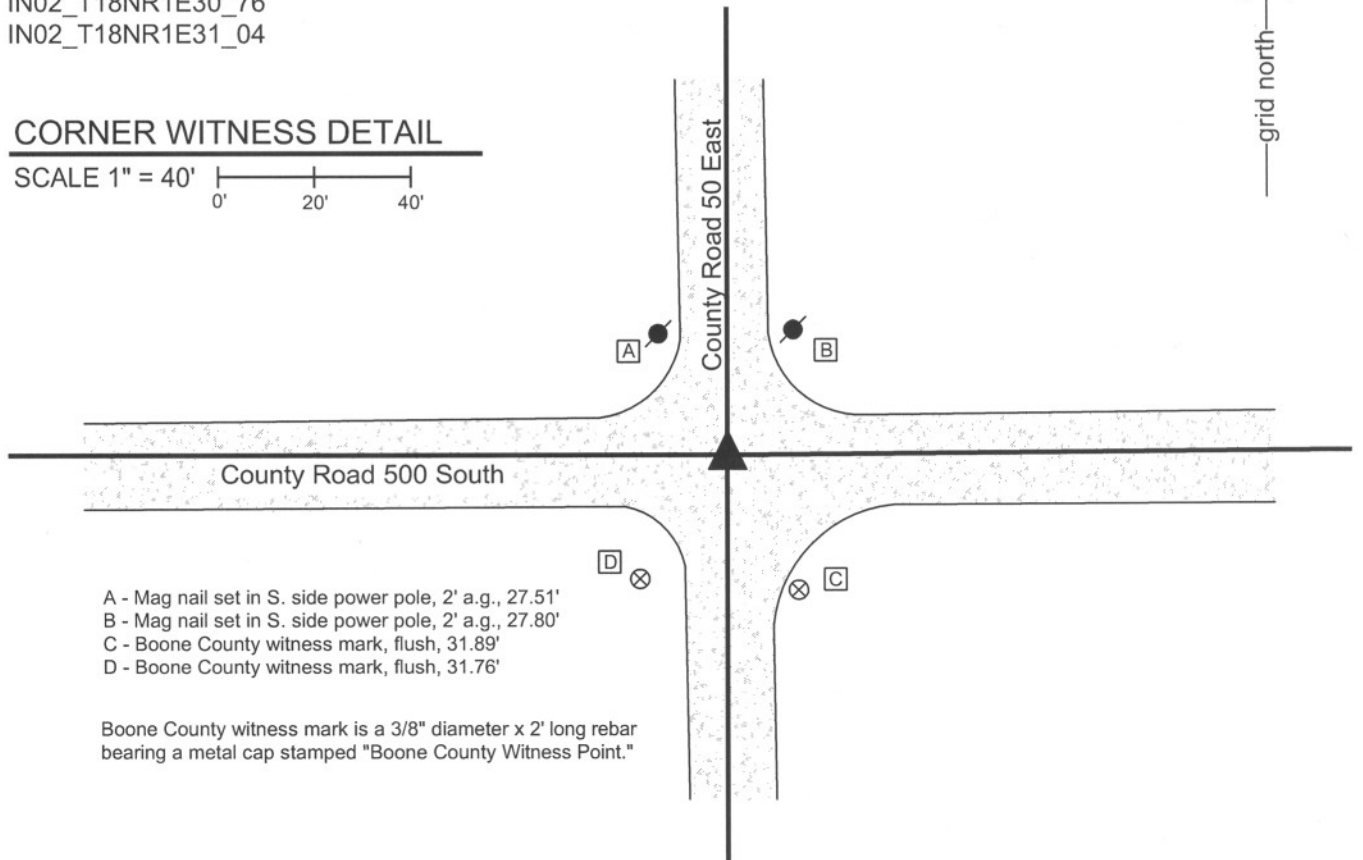 IN02_T18NR1E30_76
IN02_T18NR1E31_04
grid north
CORNER WITNESS DETAIL
SCALE 1" = 40'
0' 20' 40'
County Road 50 East
A
B
County Road 500 South
D
C
A - Mag nail set in S. side power pole, 2' a.g., 27.51'
B - Mag nail set in S. side power pole, 2' a.g., 27.80'
C - Boone County witness mark, flush, 31.89'
D - Boone County witness mark, flush, 31.76'
Boone County witness mark is a 3/8" diameter x 2' long rebar
bearing a metal cap stamped "Boone County Witness Point."